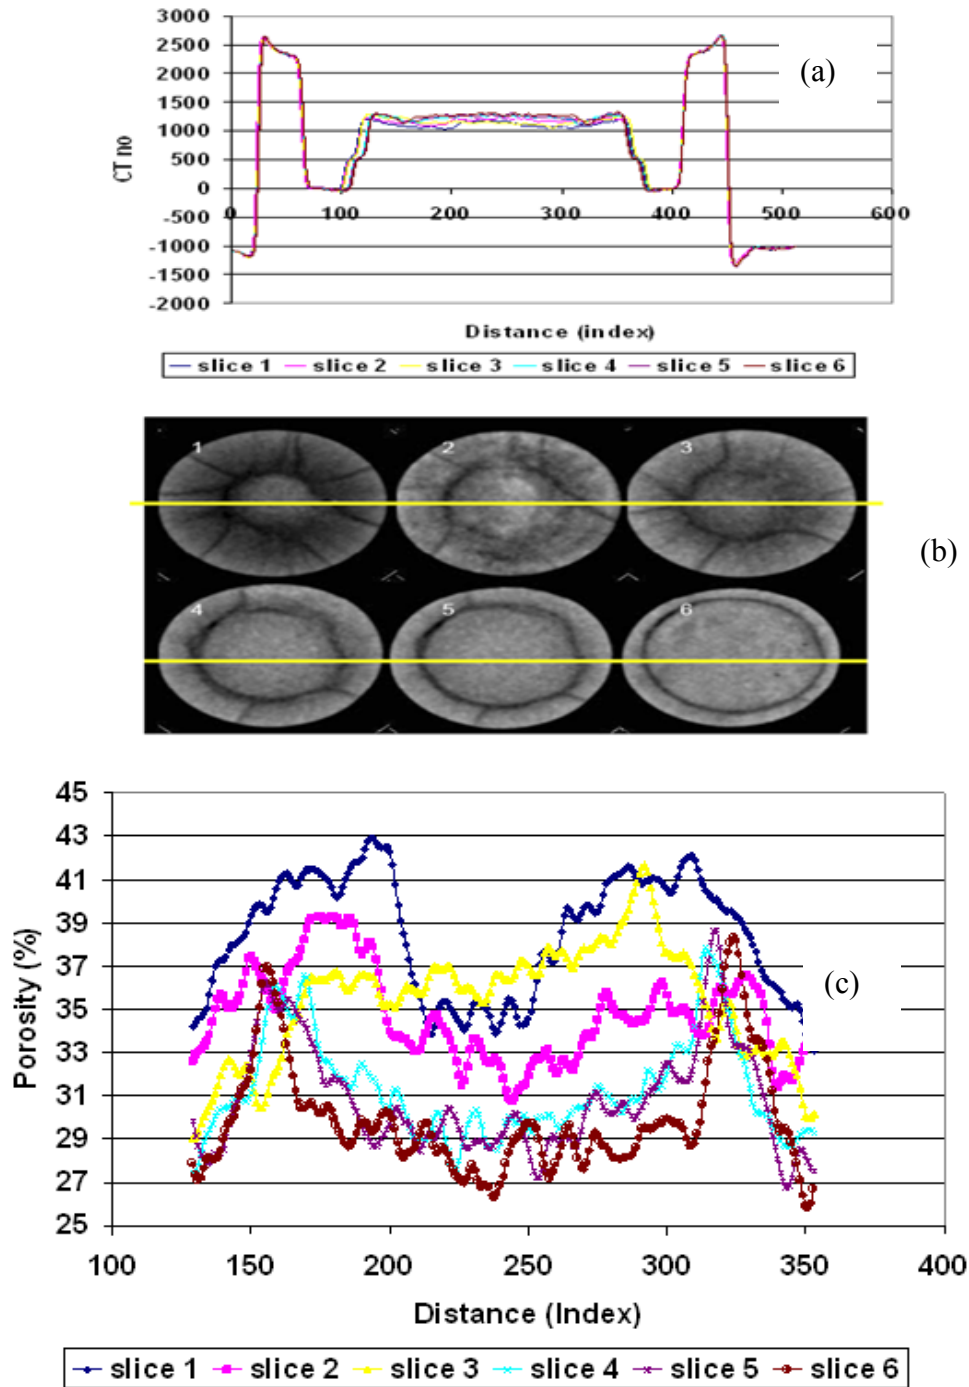 3000
2500
2000
1500
1000
500
0
-500
-1000
-1500
-2000
CT no
0 100 200 300 400 500 600
Distance (index)
(a)
slice 1 slice 2 slice 3 slice 4 slice 5 slice 6
1 2 3
4 5 6
(b)
45
43
41
39
37
35
33
31
29
27
25
Porosity (%)
(c)
100 150 200 250 300 350 400
Distance (Index)
slice 1 slice 2 slice 3 slice 4 slice 5 slice 6